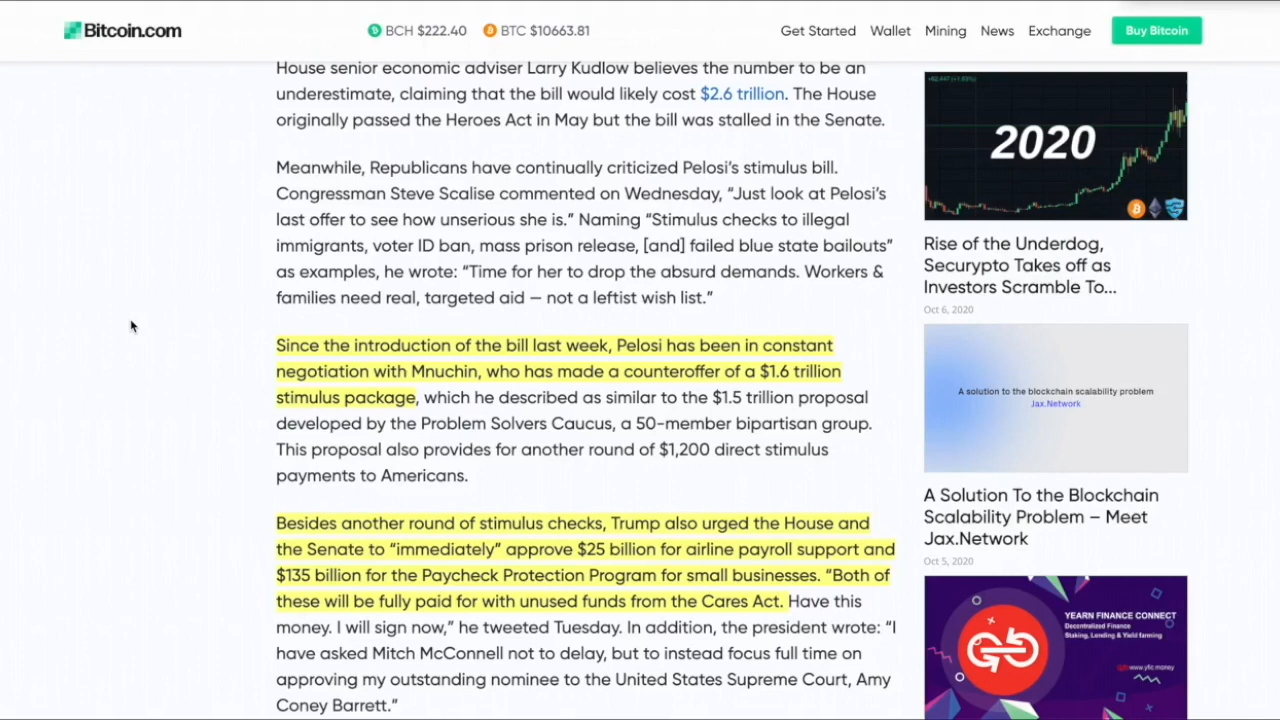 Bitcoin.com
BCH $222.40
BTC $10663.81
Get Started
Wallet
Mining
News
Exchange
Buy Bitcoin
House senior economic adviser Larry Kudlow believes the number to be an
underestimate, claiming that the bill would likely cost $2.6 trillion. The House
originally passed the Heroes Act in May but the bill was stalled in the Senate.
Meanwhile, Republicans have continually criticized Pelosi’s stimulus bill.
Congressman Steve Scalise commented on Wednesday, “Just look at Pelosi’s
last offer to see how unserious she is.” Naming “Stimulus checks to illegal
immigrants, voter ID ban, mass prison release, [and] failed blue state bailouts”
as examples, he wrote: “Time for her to drop the absurd demands. Workers &
families need real, targeted aid — not a leftist wish list.”
Since the introduction of the bill last week, Pelosi has been in constant
negotiation with Mnuchin, who has made a counteroffer of a $1.6 trillion
stimulus package, which he described as similar to the $1.5 trillion proposal
developed by the Problem Solvers Caucus, a 50-member bipartisan group.
This proposal also provides for another round of $1,200 direct stimulus
payments to Americans.
Besides another round of stimulus checks, Trump also urged the House and
the Senate to “immediately” approve $25 billion for airline payroll support and
$135 billion for the Paycheck Protection Program for small businesses. “Both of
these will be fully paid for with unused funds from the Cares Act. Have this
money. I will sign now,” he tweeted Tuesday. In addition, the president wrote: “I
have asked Mitch McConnell not to delay, but to instead focus full time on
approving my outstanding nominee to the United States Supreme Court, Amy
Coney Barrett.”
2020
Rise of the Underdog,
Securypto Takes off as
Investors Scramble To...
Oct 6, 2020
A solution to the blockchain scalability problem
Jax.Network
A Solution To the Blockchain
Scalability Problem – Meet
Jax.Network
Oct 5, 2020
YEARN FINANCE CONNECT
Decentralized Finance
Staking, Lending & Yield farming
www.yfic.money